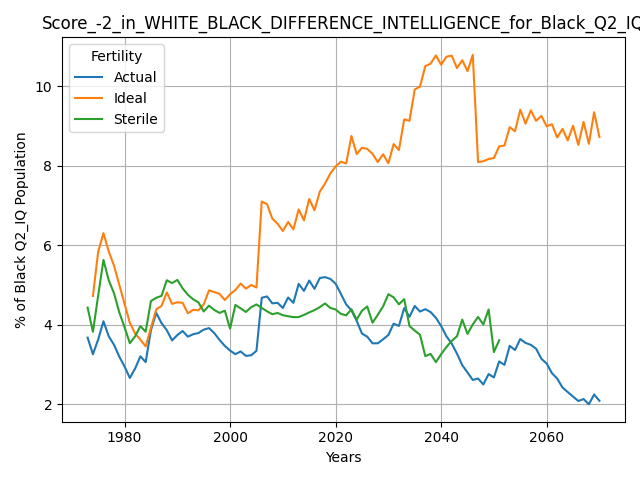 Score_-2_in_WHITE_BLACK_DIFFERENCE_INTELLIGENCE_for_Black_Q2_IQ
Fertility
Actual
Ideal
Sterile
% of Black Q2_IQ Population
10
8
6
4
2
1980 2000 2020 2040 2060
Years